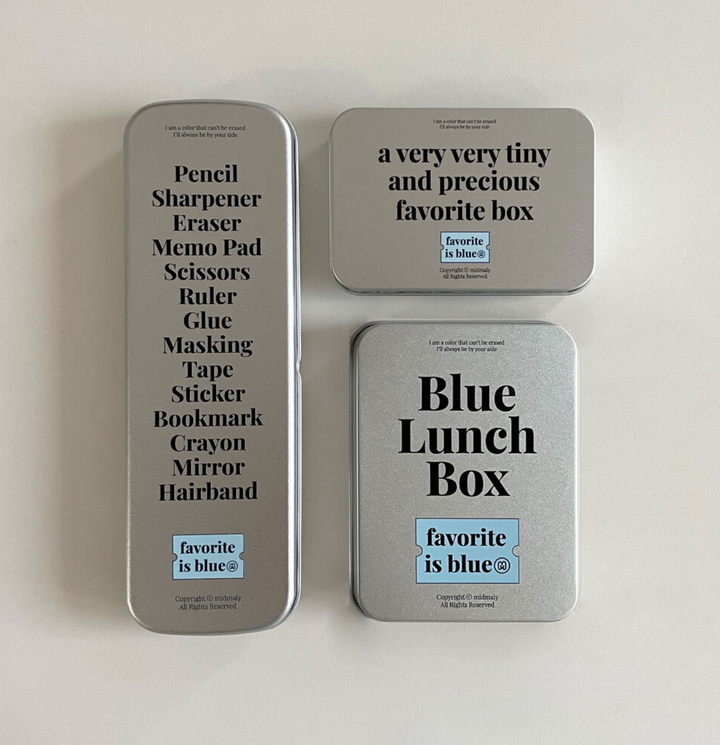 I am a color that can't be erased
I'll always be by your side
Pencil
Sharpener
Eraser
Memo Pad
Scissors
Ruler
Glue
Masking
Tape
Sticker
Bookmark
Crayon
Mirror
Hairband
favorite
is blue
Copyright ⓒ midmaly
All Rights Reserved
I am a color that can't be erased
I'll always be by your side
a very very tiny
and precious
favorite box
favorite
is blue
Copyright ⓒ midmaly
All Rights Reserved
I am a color that can't be erased
I'll always be by your side
Blue
Lunch
Box
favorite
is blue
Copyright ⓒ midmaly
All Rights Reserved